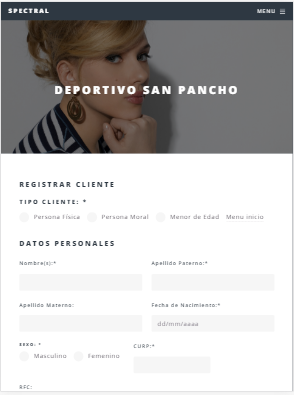 SPECTRAL MENU
DEPORTIVO SAN PANCHO
REGISTRAR CLIENTE
TIPO CLIENTE: *
Persona Física Persona Moral Menor de Edad Menu inicio
DATOS PERSONALES
Nombre(s):* Apellido Paterno:*
Apellido Materno: Fecha de Nacimiento:*
dd/mm/aaaa
SEXO: * CURP:*
Masculino Femenino
RFC: